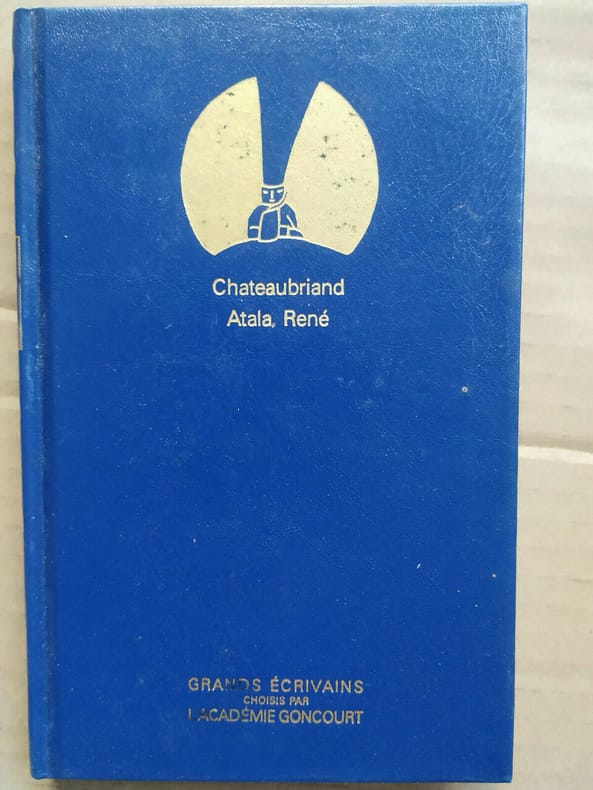 Chateaubriand
Atala, René
GRANDS ÉCRIVAINS
CHOISIS PAR
L'ACADÉMIE GONCOURT